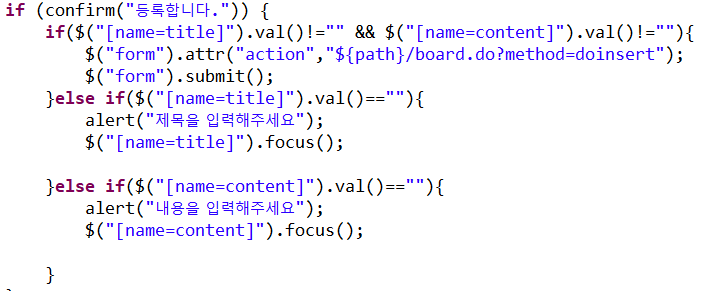 if (confirm("등록합니다.")) {
    if($("[name=title]").val()!="" && $("[name=content]").val()!=""){
        $("form").attr("action","${path}/board.do?method=doinsert");
        $("form").submit();
    }else if($("[name=title]").val()==""){
        alert("제목을 입력해주세요");
        $("[name=title]").focus();
    }else if($("[name=content]").val()==""){
        alert("내용을 입력해주세요");
        $("[name=content]").focus();
    }